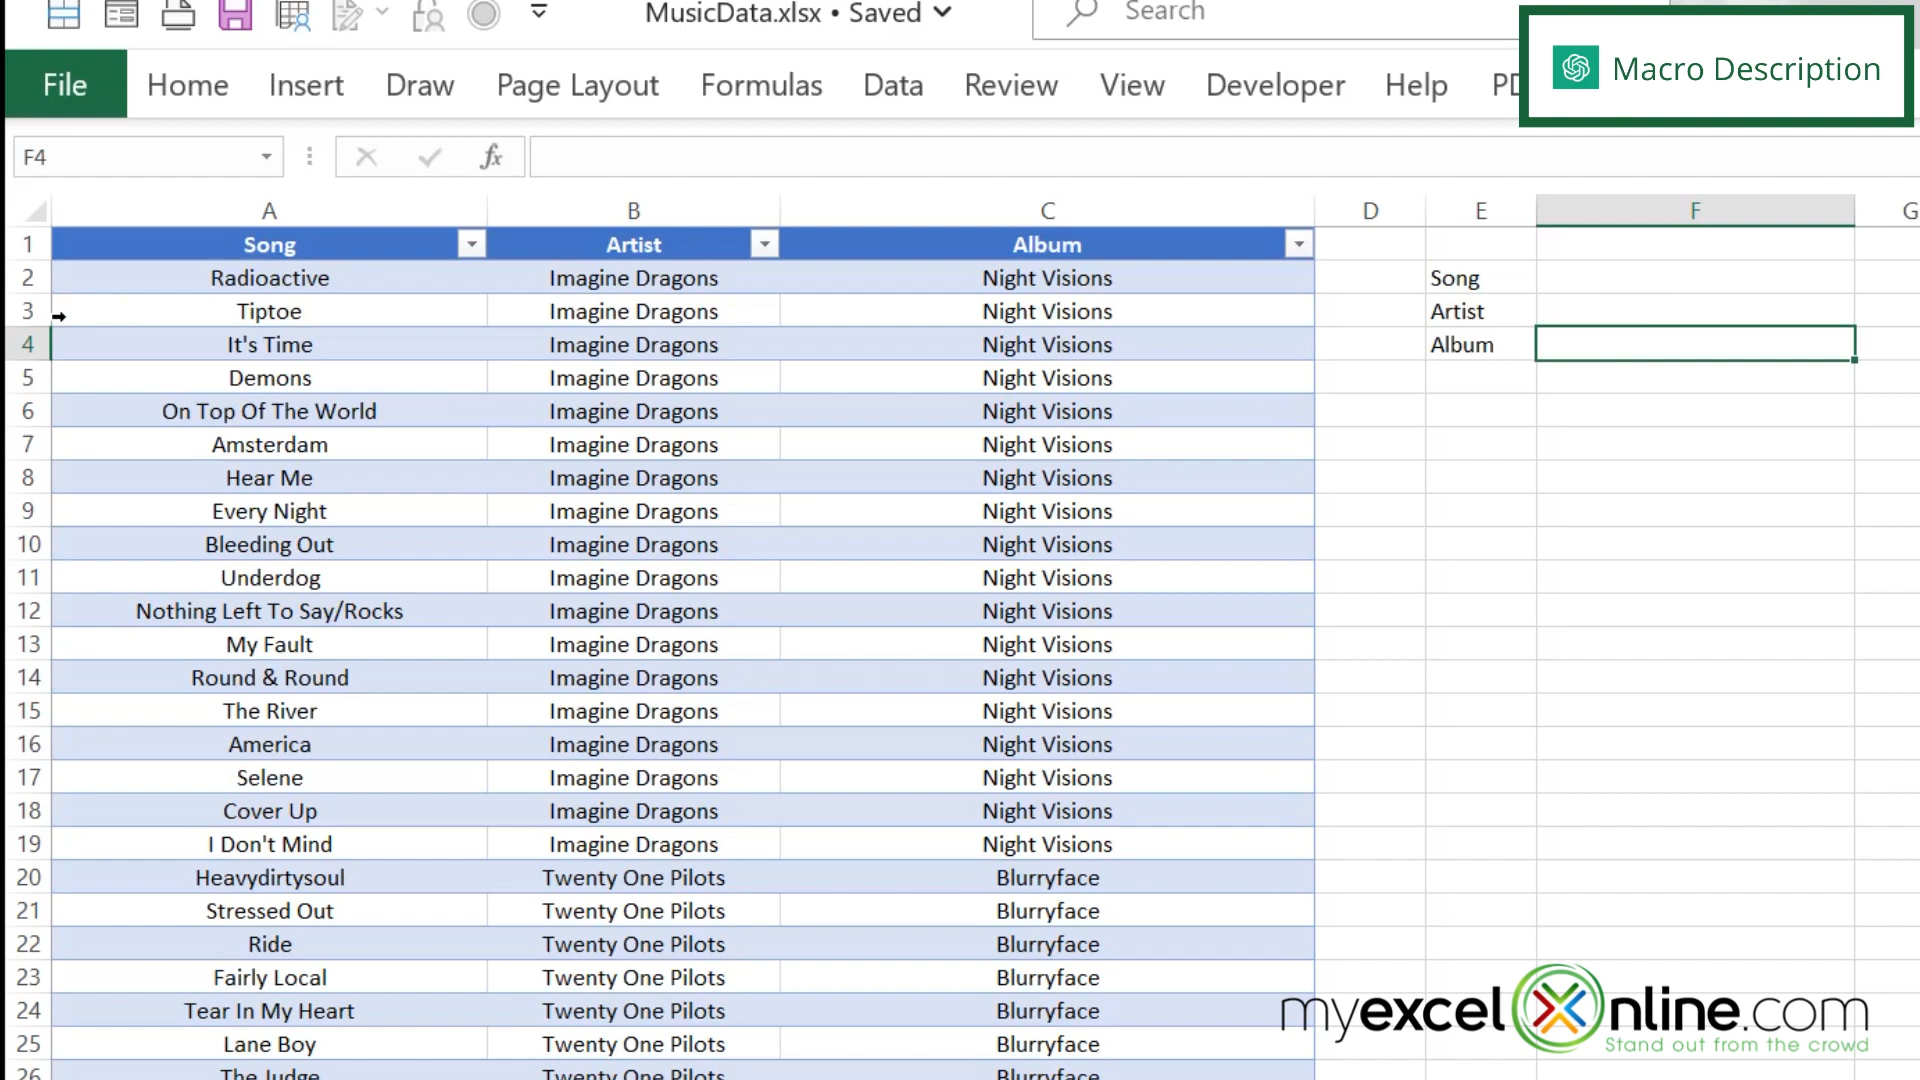 MusicData.xlsx • Saved
Search
Macro Description
File Home Insert Draw Page Layout Formulas Data Review View Developer Help PD
F4 fx
A B C D E F G
1 Song Artist Album
2 Radioactive Imagine Dragons Night Visions Song
3 Tiptoe Imagine Dragons Night Visions Artist
4 It's Time Imagine Dragons Night Visions Album
5 Demons Imagine Dragons Night Visions
6 On Top Of The World Imagine Dragons Night Visions
7 Amsterdam Imagine Dragons Night Visions
8 Hear Me Imagine Dragons Night Visions
9 Every Night Imagine Dragons Night Visions
10 Bleeding Out Imagine Dragons Night Visions
11 Underdog Imagine Dragons Night Visions
12 Nothing Left To Say/Rocks Imagine Dragons Night Visions
13 My Fault Imagine Dragons Night Visions
14 Round & Round Imagine Dragons Night Visions
15 The River Imagine Dragons Night Visions
16 America Imagine Dragons Night Visions
17 Selene Imagine Dragons Night Visions
18 Cover Up Imagine Dragons Night Visions
19 I Don't Mind Imagine Dragons Night Visions
20 Heavydirtysoul Twenty One Pilots Blurryface
21 Stressed Out Twenty One Pilots Blurryface
22 Ride Twenty One Pilots Blurryface
23 Fairly Local Twenty One Pilots Blurryface
24 Tear In My Heart Twenty One Pilots Blurryface
25 Lane Boy Twenty One Pilots Blurryface
26 The Judge Twenty One Pilots Blurryface
myexcelonline.com
Stand out from the crowd